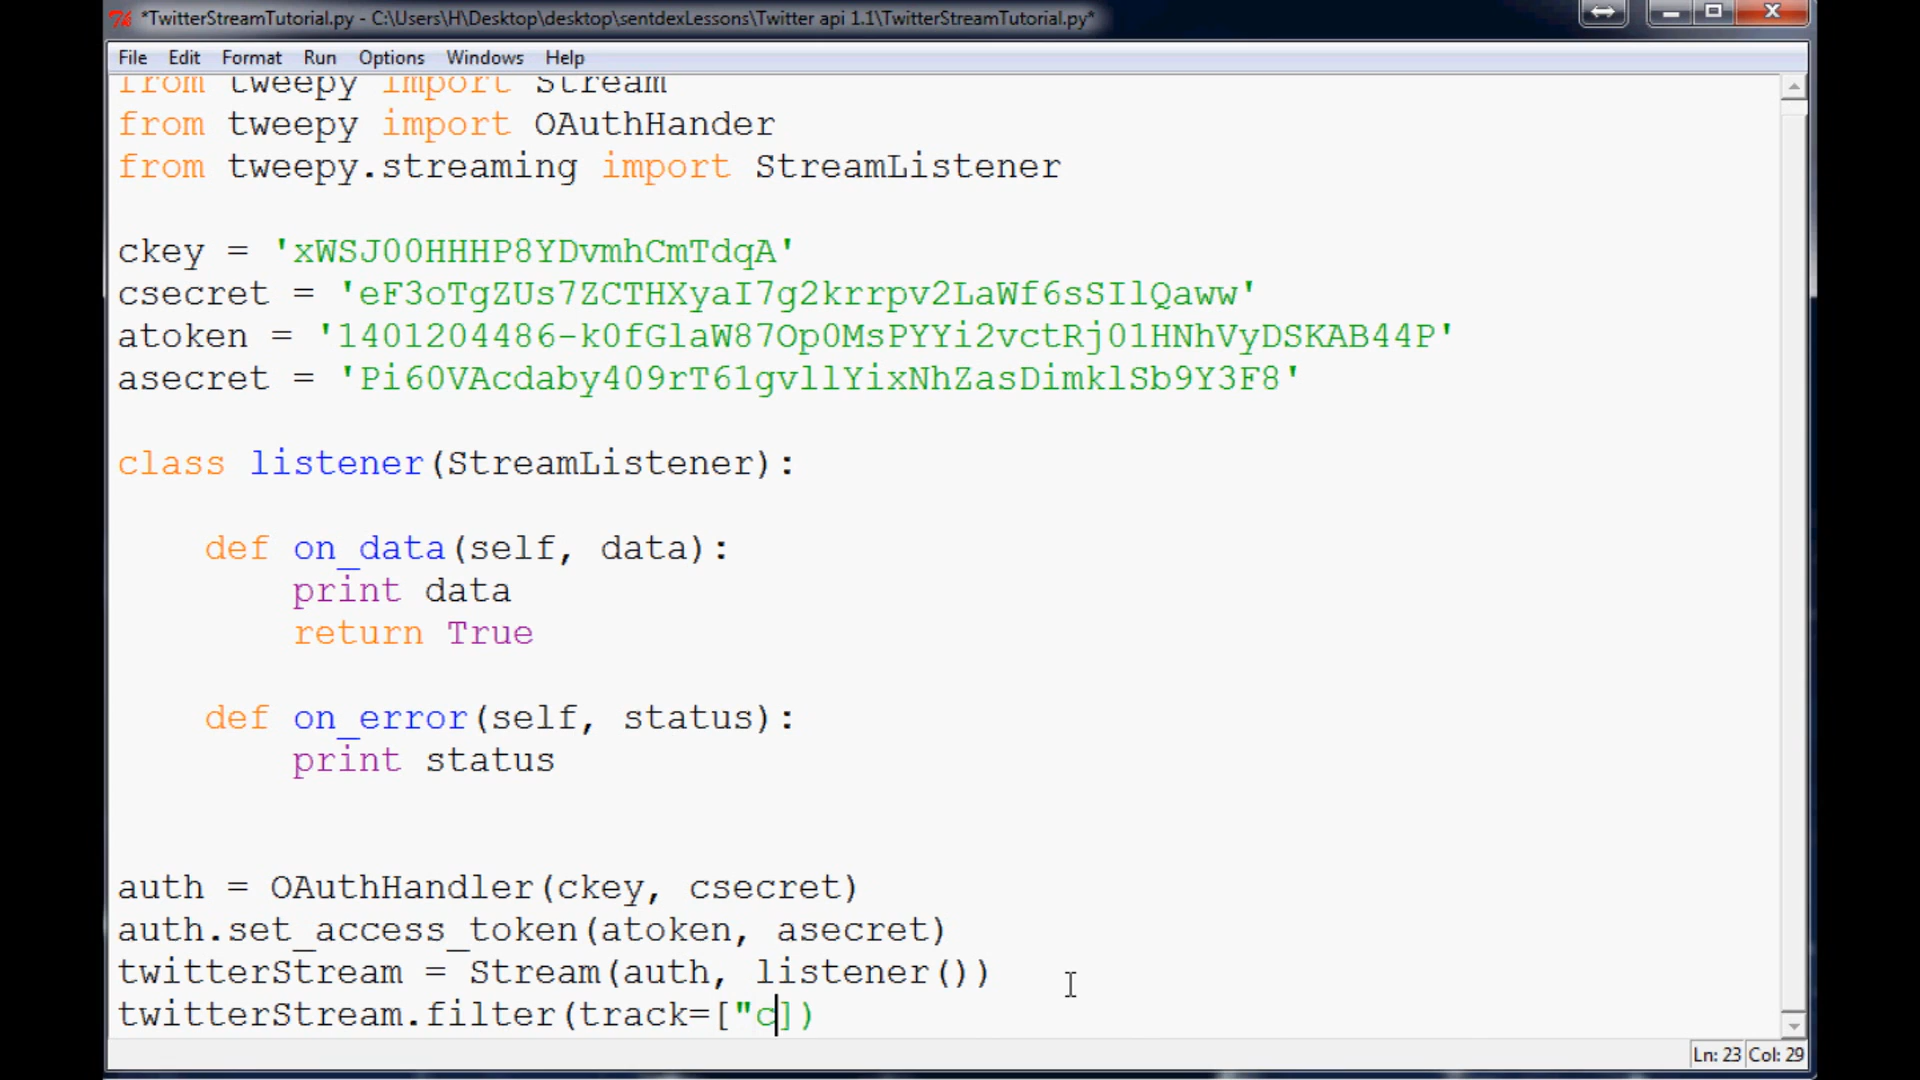 *TwitterStreamTutorial.py - C:\Users\H\Desktop\desktop\sentdexLessons\Twitter api 1.1\TwitterStreamTutorial.py*
File Edit Format Run Options Windows Help
from tweepy import Stream
from tweepy import OAuthHander
from tweepy.streaming import StreamListener
ckey = 'xWSJ00HHHP8YDvmhCmTdqA'
csecret = 'eF3oTgZUs7ZCTHXyaI7g2krrpv2LaWf6sSIlQaww'
atoken = '1401204486-k0fGlaW87Op0MsPYYi2vctRj01HNhVyDSKAB44P'
asecret = 'Pi60VAcdaby409rT61gvllYixNhZasDimklSb9Y3F8'
class listener(StreamListener):
def on_data(self, data):
print data
return True
def on_error(self, status):
print status
auth = OAuthHandler(ckey, csecret)
auth.set_access_token(atoken, asecret)
twitterStream = Stream(auth, listener())
twitterStream.filter(track=["c])
Ln: 23 Col: 29